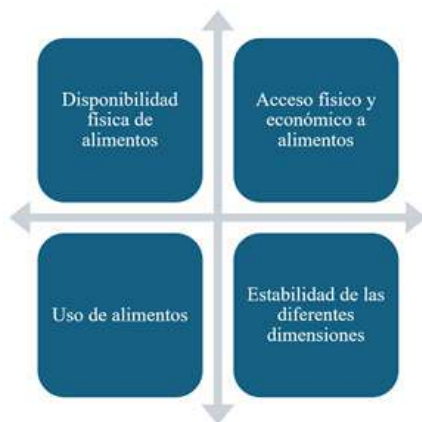 Disponibilidad
física de
alimentos
Acceso físico y
económico a
alimentos
Uso de alimentos
Estabilidad de las
diferentes
dimensiones